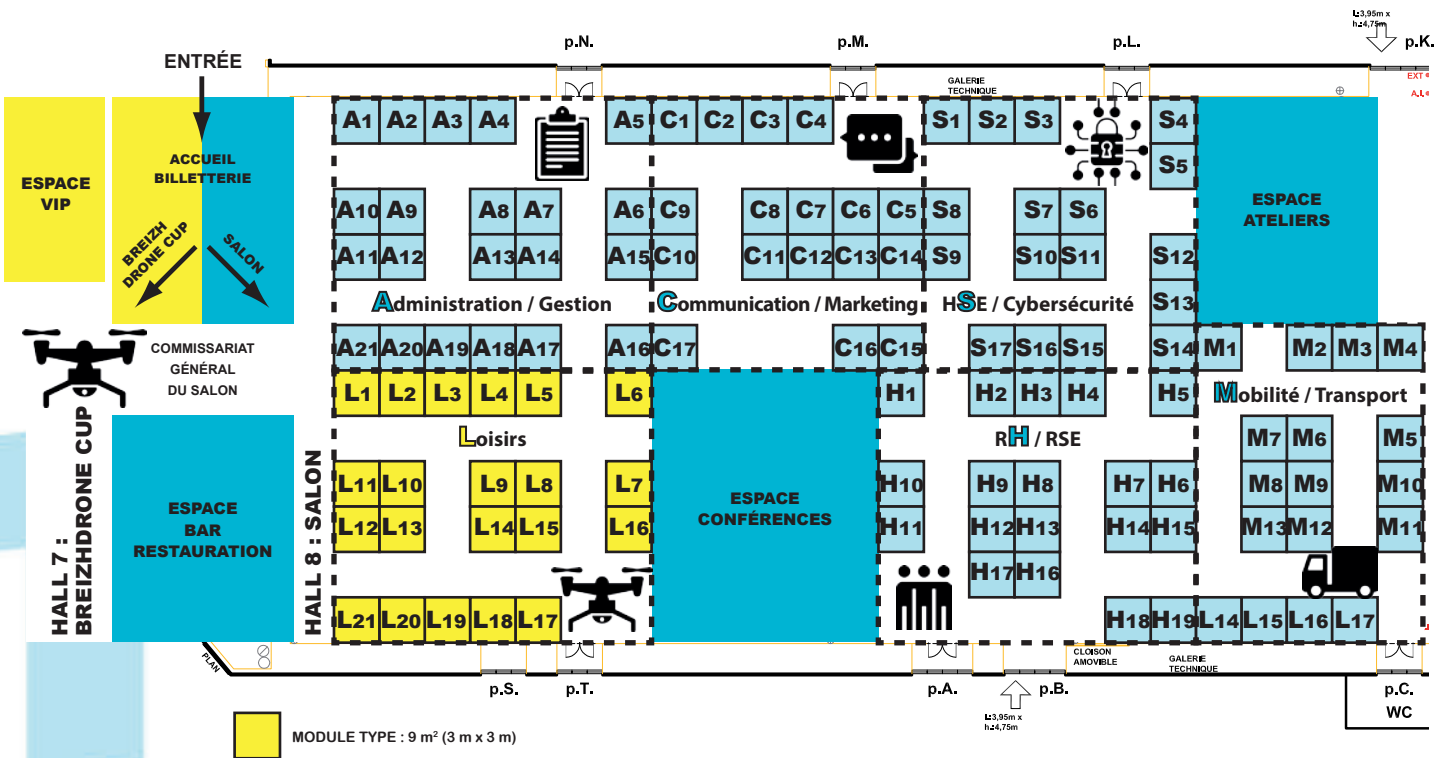 L:3,95m x
h:4,75m
p.N.
p.M.
p.L.
p.K.
ENTRÉE
EXT
A.I.
GALERIE
TECHNIQUE
A1 A2 A3 A4 A5 C1 C2 C3 C4 S1 S2 S3 S4
S5
ACCUEIL
BILLETTERIE
ESPACE
VIP
ESPACE
ATELIERS
A10 A9 A8 A7 A6 C9 C8 C7 C6 C5 S8 S7 S6
BREIZH
DRONE CUP
SALON
A11 A12 A13 A14 A15 C10 C11 C12 C13 C14 S9 S10 S11 S12
Administration / Gestion
Communication / Marketing
HSE / Cybersécurité
S13
COMMISSARIAT
GÉNÉRAL
DU SALON
A21 A20 A19 A18 A17 A16 C17 C16 C15 S17 S16 S15 S14 M1 M2 M3 M4
L1 L2 L3 L4 L5 L6 H1 H2 H3 H4 H5
Mobilité / Transport
Loisirs
RH / RSE
M7 M6 M5
L11 L10 L9 L8 L7 H10 H9 H8 H7 H6 M8 M9 M10
ESPACE
BAR
RESTAURATION
ESPACE
CONFÉRENCES
L12 L13 L14 L15 L16 H11 H12 H13 H14 H15 M13 M12 M11
H17 H16
HALL 7 :
BREIZHDRONE CUP
HALL 8 : SALON
L21 L20 L19 L18 L17 H18 H19 L14 L15 L16 L17
PLAN
CLOISON
AMOVIBLE
GALERIE
TECHNIQUE
p.S.
p.T.
p.A.
p.B.
p.C.
WC
L:3,95m x
h:4,75m
MODULE TYPE : 9 m² (3 m x 3 m)